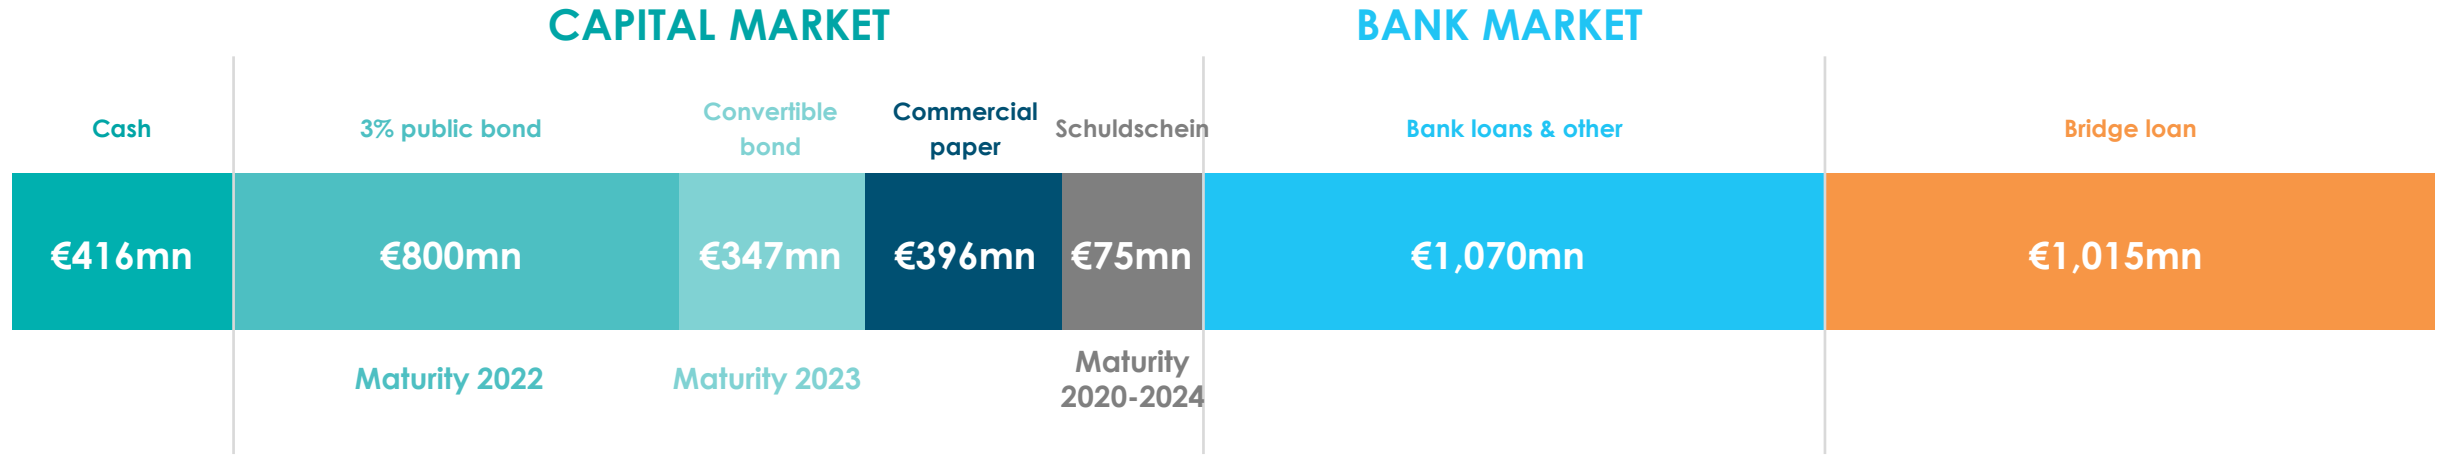 CAPITAL MARKET
BANK MARKET
Cash
3% public bond
Convertible
bond
Commercial
paper
Schuldschein
Bank loans & other
Bridge loan
€416mn
€800mn
€347mn
€396mn
€75mn
€1,070mn
€1,015mn
Maturity 2022
Maturity 2023
Maturity
2020-2024